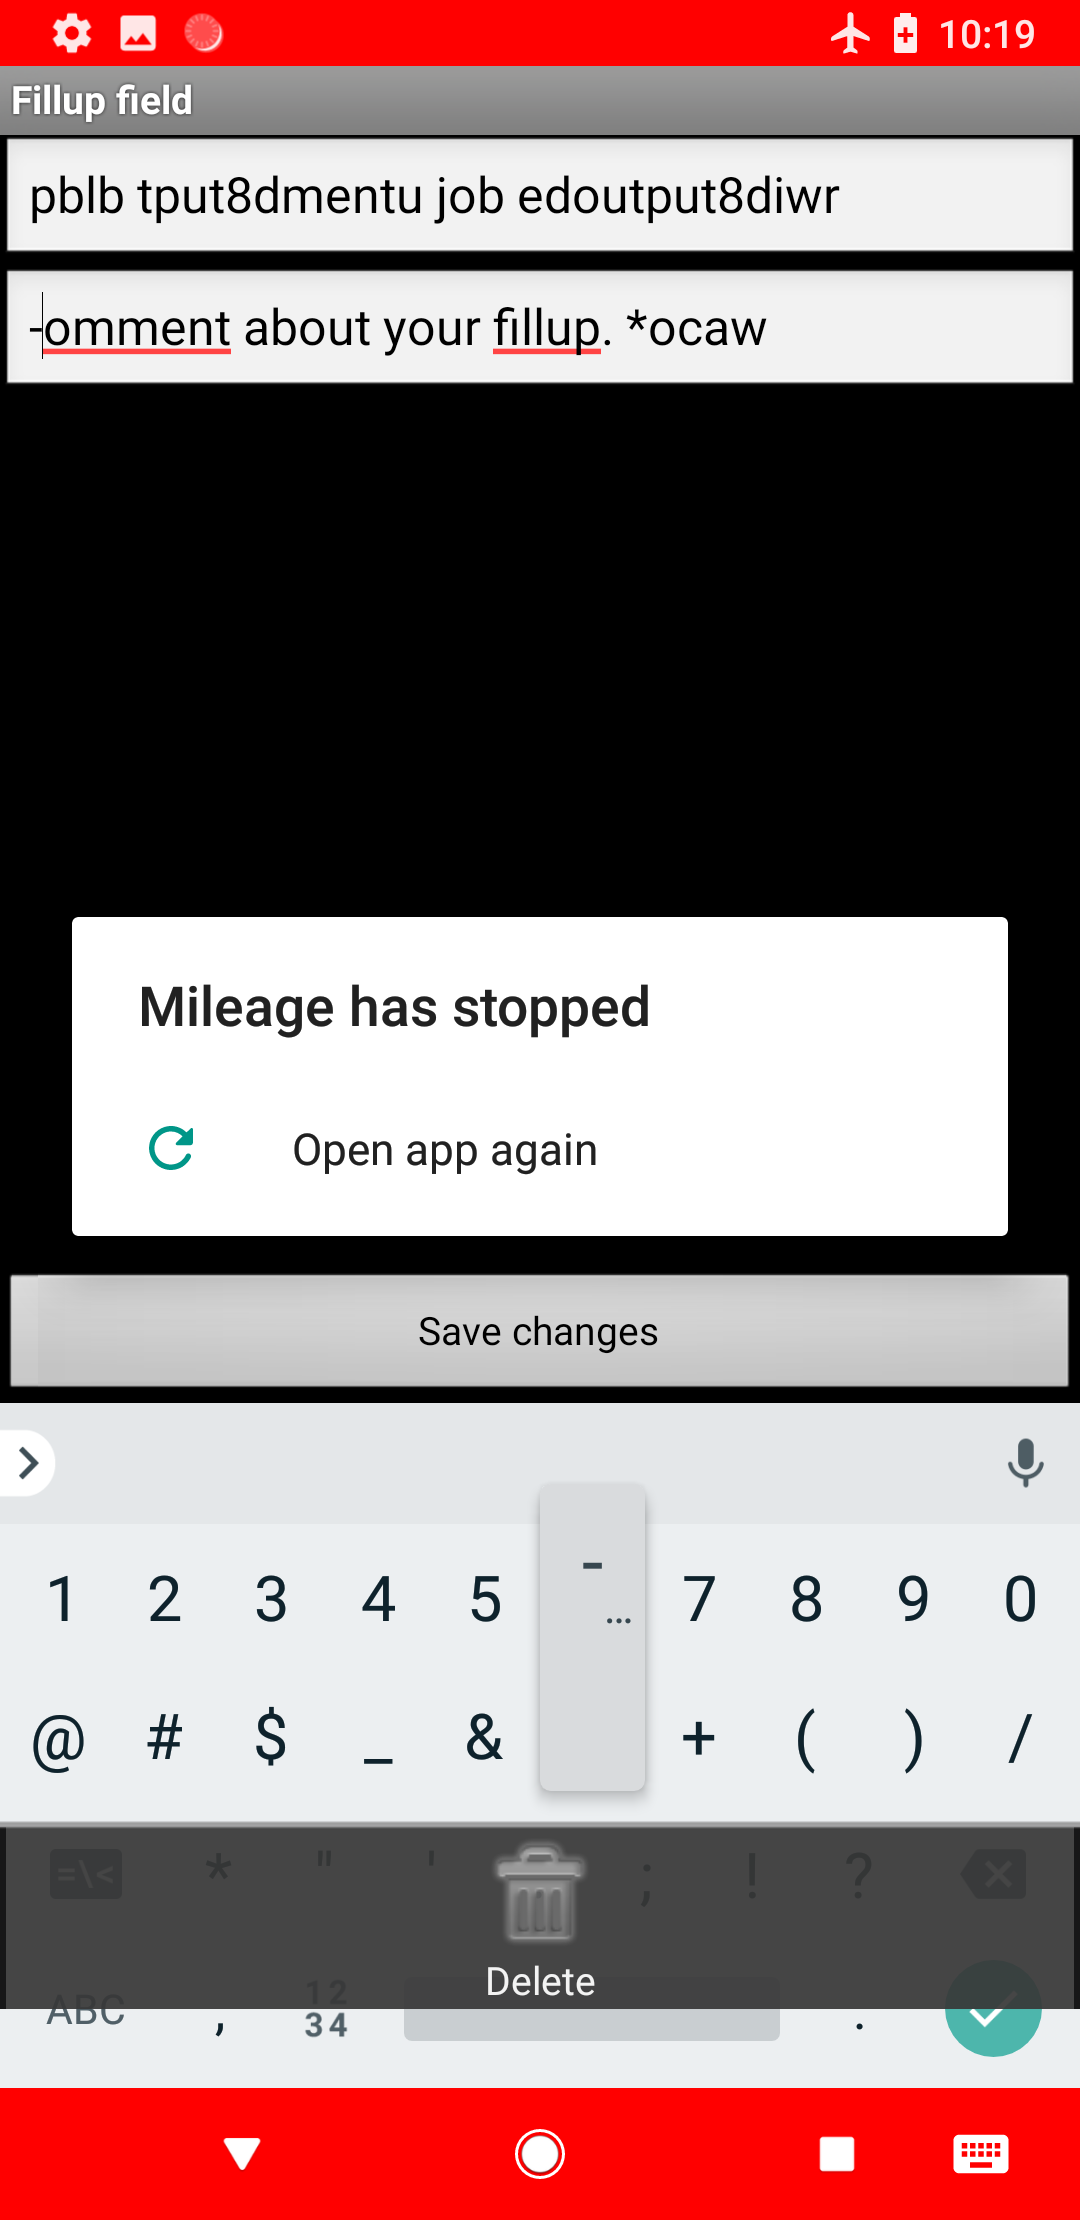 10:19
Fillup field
pblb tput8dmentu job edoutput8diwr
-omment about your fillup. *ocaw
Mileage has stopped
Open app again
Save changes
1 2 3 4 5 - … 7 8 9 0
@ # $ _ & + ( ) /
=\< * " ' ; ! ?
Delete
ABC , 12 34 .